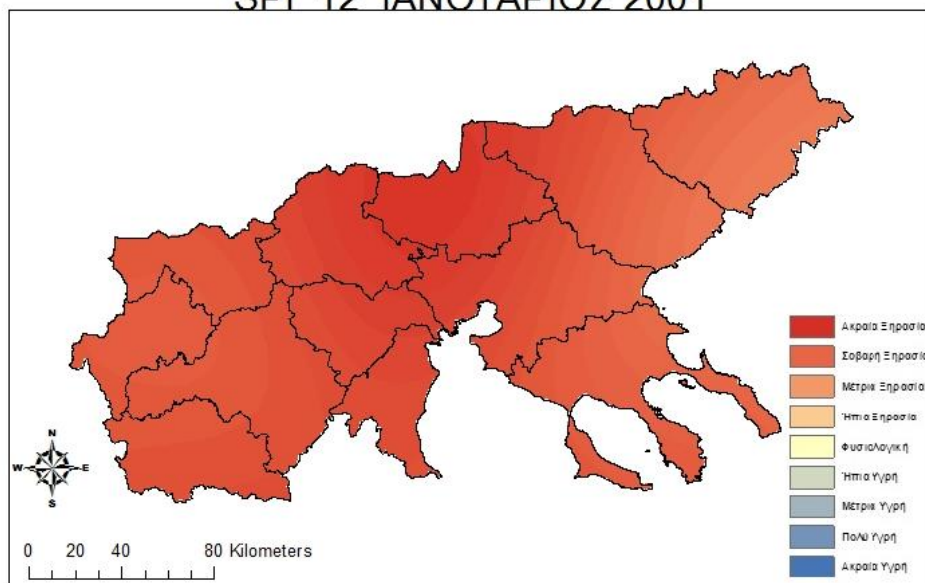 SPI 12 ΙΑΝΟΥΑΡΙΟΣ 2001
Ακραία Ξηρασία
Σοβαρή Ξηρασία
Μέτρια Ξηρασία
Ήπια Ξηρασία
Φυσιολογική
Ήπια Υγρή
Μέτρια Υγρή
Πολύ Υγρή
Ακραία Υγρή
N
W E
S
0 20 40 80 Kilometers